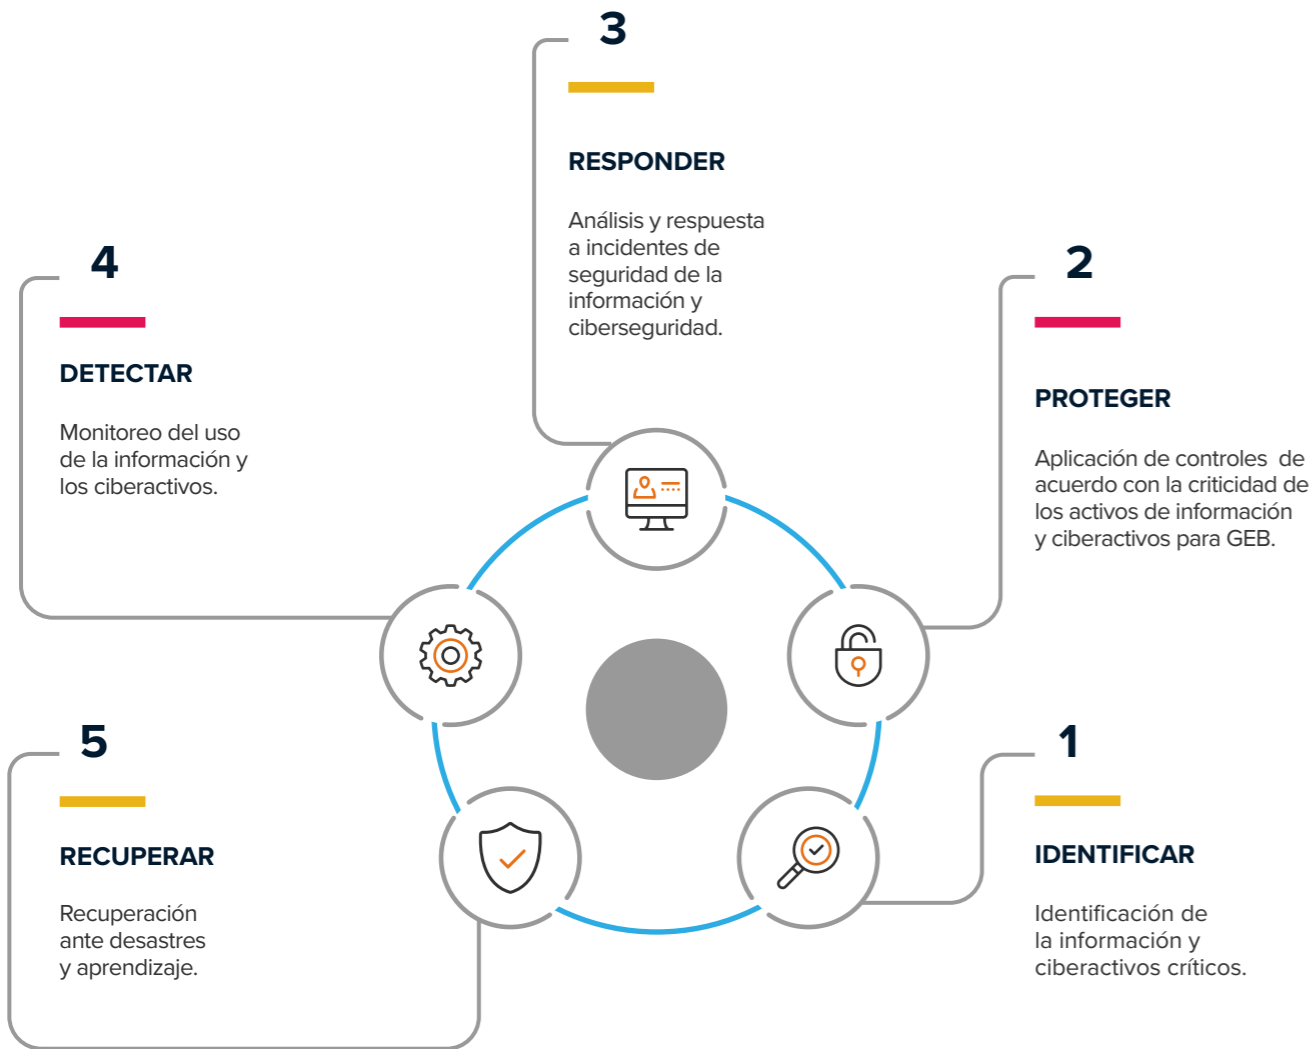 3
RESPONDER
Análisis y respuesta
a incidentes de
seguridad de la
información y
ciberseguridad.
4
DETECTAR
Monitoreo del uso
de la información y
los ciberactivos.
2
PROTEGER
Aplicación de controles de
acuerdo con la criticidad de
los activos de información
y ciberactivos para GEB.
5
RECUPERAR
Recuperación
ante desastres
y aprendizaje.
1
IDENTIFICAR
Identificación de
la información y
ciberactivos críticos.